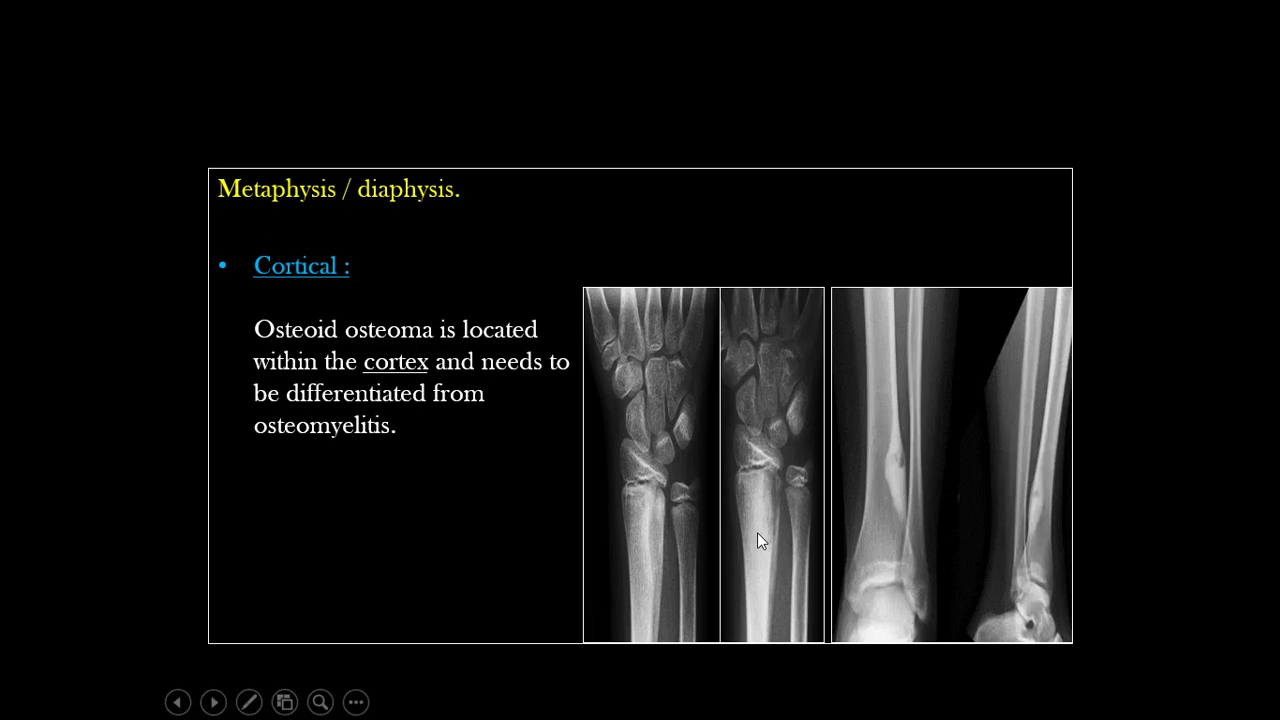 Metaphysis / diaphysis.
• Cortical :
Osteoid osteoma is located
within the cortex and needs to
be differentiated from
osteomyelitis.